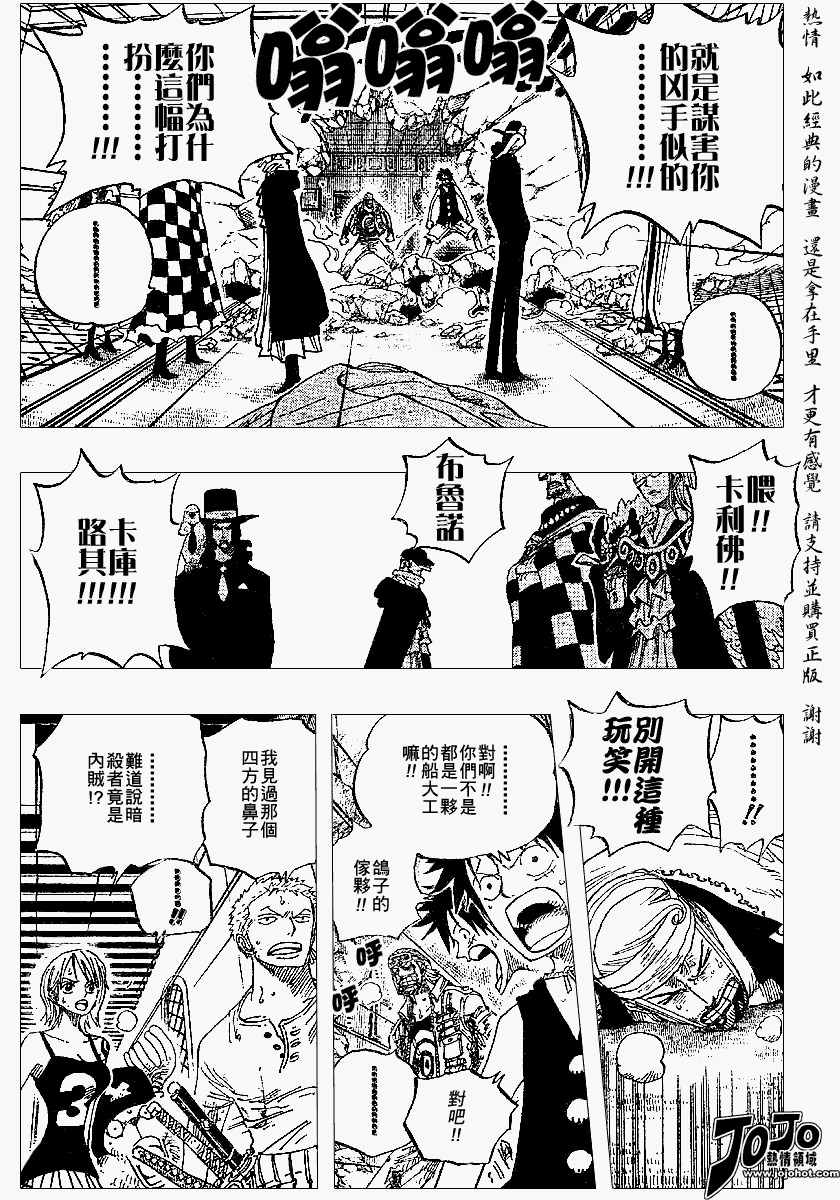 就是謀害你
的凶手似的
………!!!
嗡嗡嗡
你們為什
麼這幅打
扮………
………!!!
………
………
喂!!
卡利佛!!
布魯諾
卡庫
路其!!!!!!
………!!
別開這種
玩笑!!!
………
對啊!!
你們不是
都是一夥
的船大工
嘛!!
鴿子的
傢夥!!
呼
呼
………
對吧!!
我見過那個
四方的鼻子
難道說暗
殺者竟是
內賊!?
………!!
熱情 如此經典的漫畫 還是拿在手里 才更有感覺 請支持並購買正版 謝謝
JOJO
熱情領域
www.jojohot.com